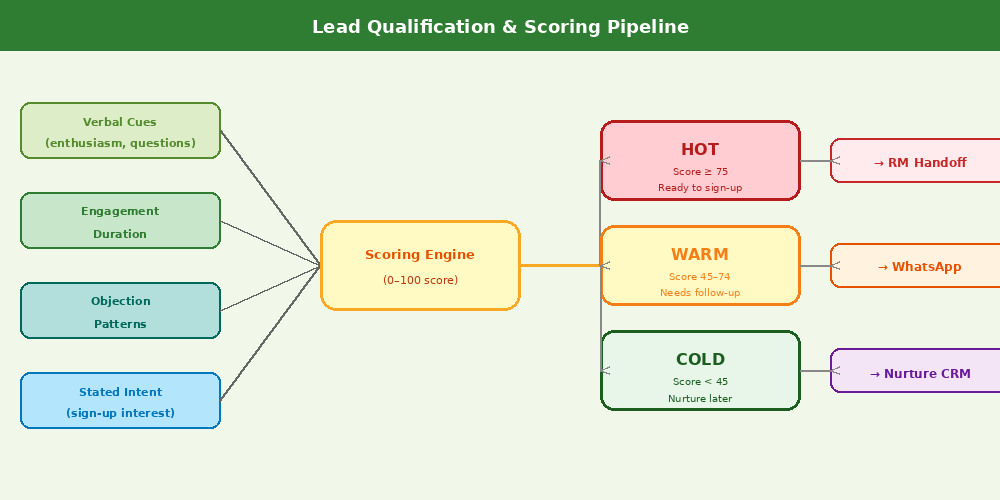 Lead Qualification & Scoring Pipeline
Verbal Cues
(enthusiasm, questions)
Engagement
Duration
Objection
Patterns
Stated Intent
(sign-up interest)
Scoring Engine
(0–100 score)
HOT
Score ≥ 75
Ready to sign-up
→ RM Handoff
WARM
Score 45–74
Needs follow-up
→ WhatsApp
COLD
Score < 45
Nurture later
→ Nurture CRM